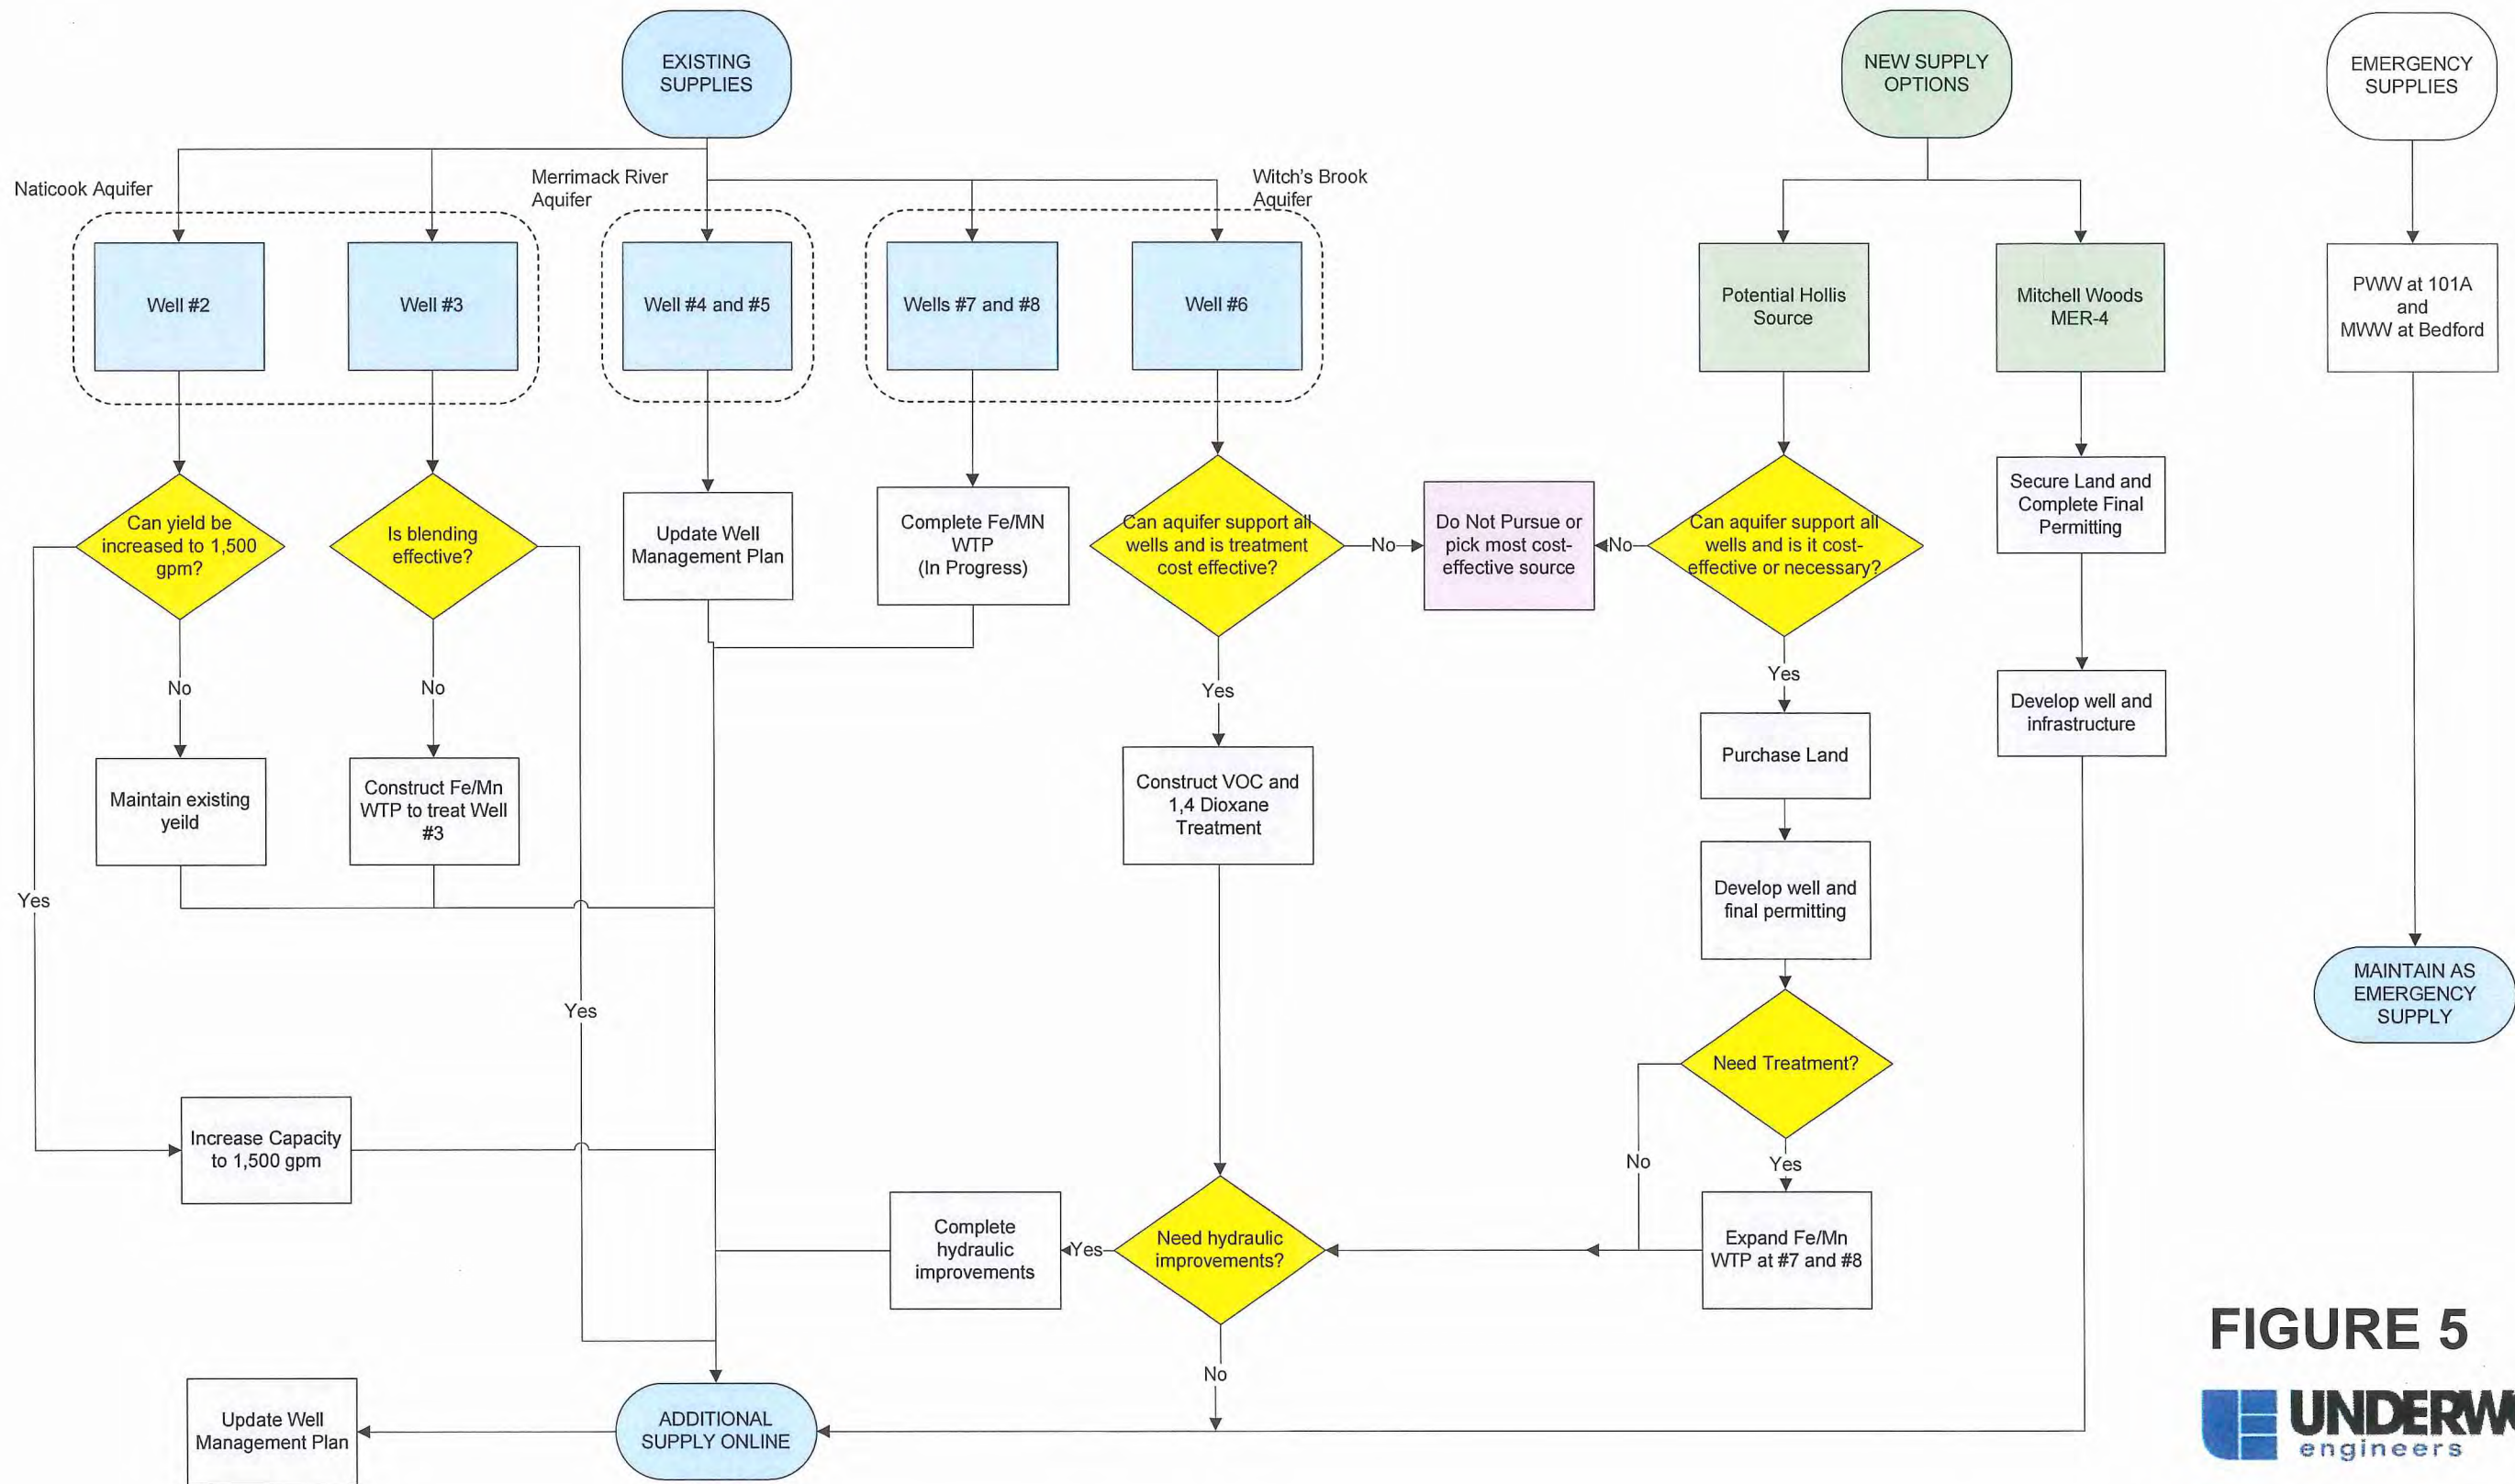 EXISTING
SUPPLIES
NEW SUPPLY
OPTIONS
EMERGENCY
SUPPLIES
Naticook Aquifer
Merrimack River
Aquifer
Witch's Brook
Aquifer
Well #2
Well #3
Well #4 and #5
Wells #7 and #8
Well #6
Potential Hollis
Source
Mitchell Woods
MER-4
PWW at 101A
and
MWW at Bedford
Can yield be
increased to 1,500
gpm?
Is blending
effective?
Update Well
Management Plan
Complete Fe/MN
WTP
(In Progress)
Can aquifer support all
wells and is treatment
cost effective?
No
Do Not Pursue or
pick most cost-
effective source
No
Can aquifer support all
wells and is it cost-
effective or necessary?
Secure Land and
Complete Final
Permitting
No
No
Yes
Yes
Maintain existing
yeild
Construct Fe/Mn
WTP to treat Well
#3
Construct VOC and
1,4 Dioxane
Treatment
Purchase Land
Develop well and
infrastructure
Yes
Develop well and
final permitting
Yes
MAINTAIN AS
EMERGENCY
SUPPLY
Need Treatment?
Increase Capacity
to 1,500 gpm
No
Yes
Complete
hydraulic
improvements
Yes
Need hydraulic
improvements?
Expand Fe/Mn
WTP at #7 and #8
No
Update Well
Management Plan
ADDITIONAL
SUPPLY ONLINE
FIGURE 5
UNDERW
engineers